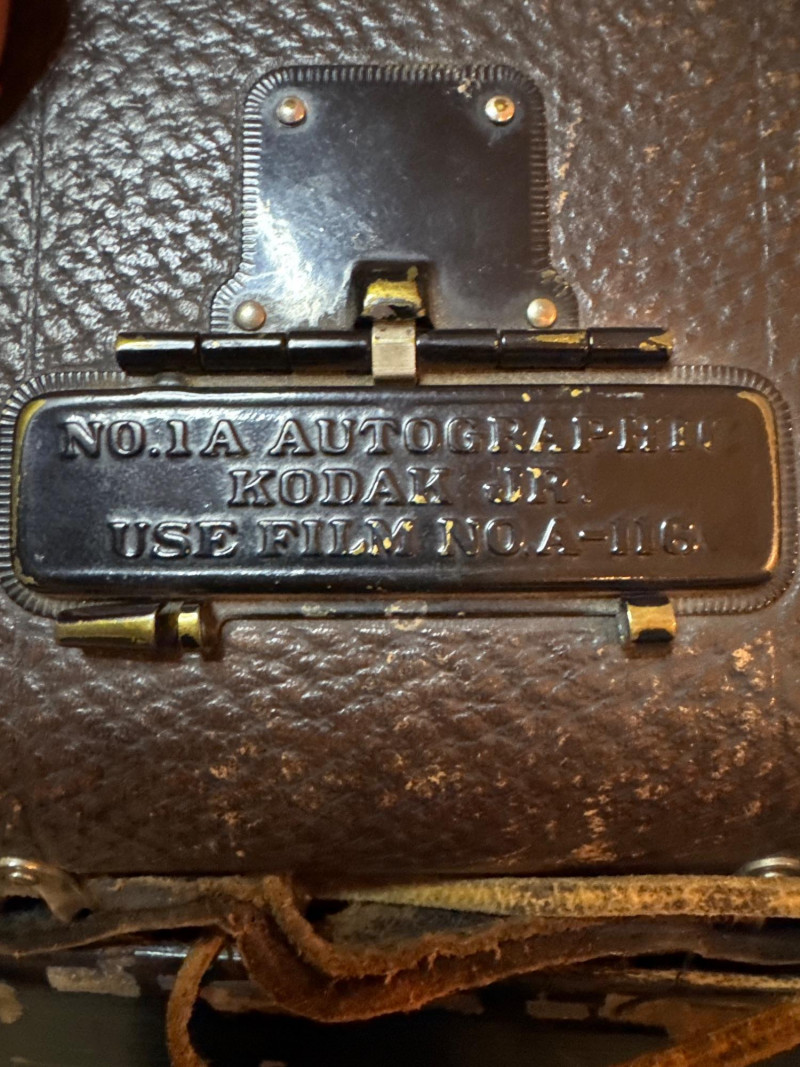 NO.1A AUTOGRAPHIC
KODAK JR.
USE FILM NO.A-116